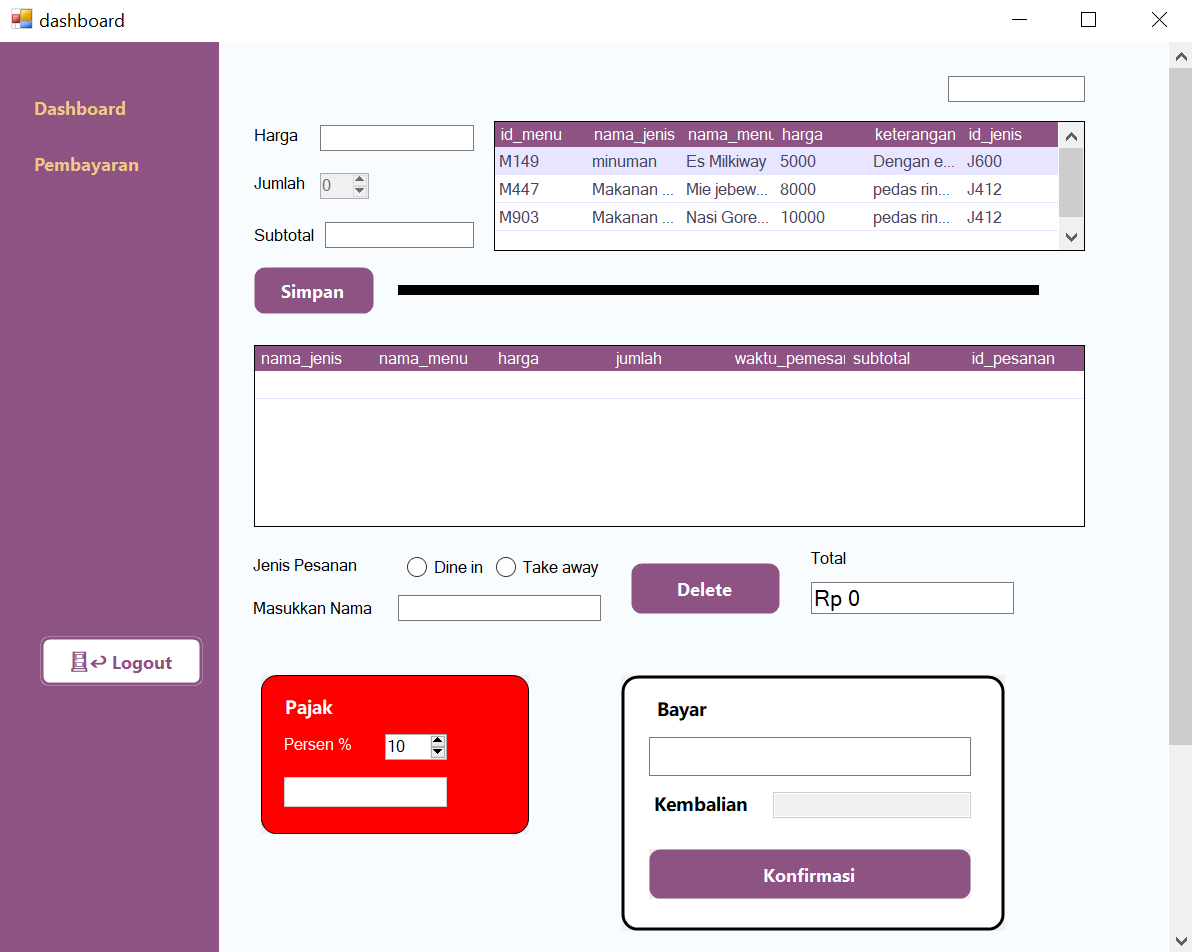 dashboard
Dashboard
Pembayaran
Logout
Harga
Jumlah 0
Subtotal
id_menu nama_jenis nama_menu harga keterangan id_jenis
M149 minuman Es Milkiway 5000 Dengan e... J600
M447 Makanan ... Mie jebew... 8000 pedas rin... J412
M903 Makanan ... Nasi Gore... 10000 pedas rin... J412
Simpan
nama_jenis nama_menu harga jumlah waktu_pemesar subtotal id_pesanan
Jenis Pesanan Dine in Take away
Masukkan Nama
Delete
Total
Rp 0
Pajak
Persen % 10
Bayar
Kembalian
Konfirmasi